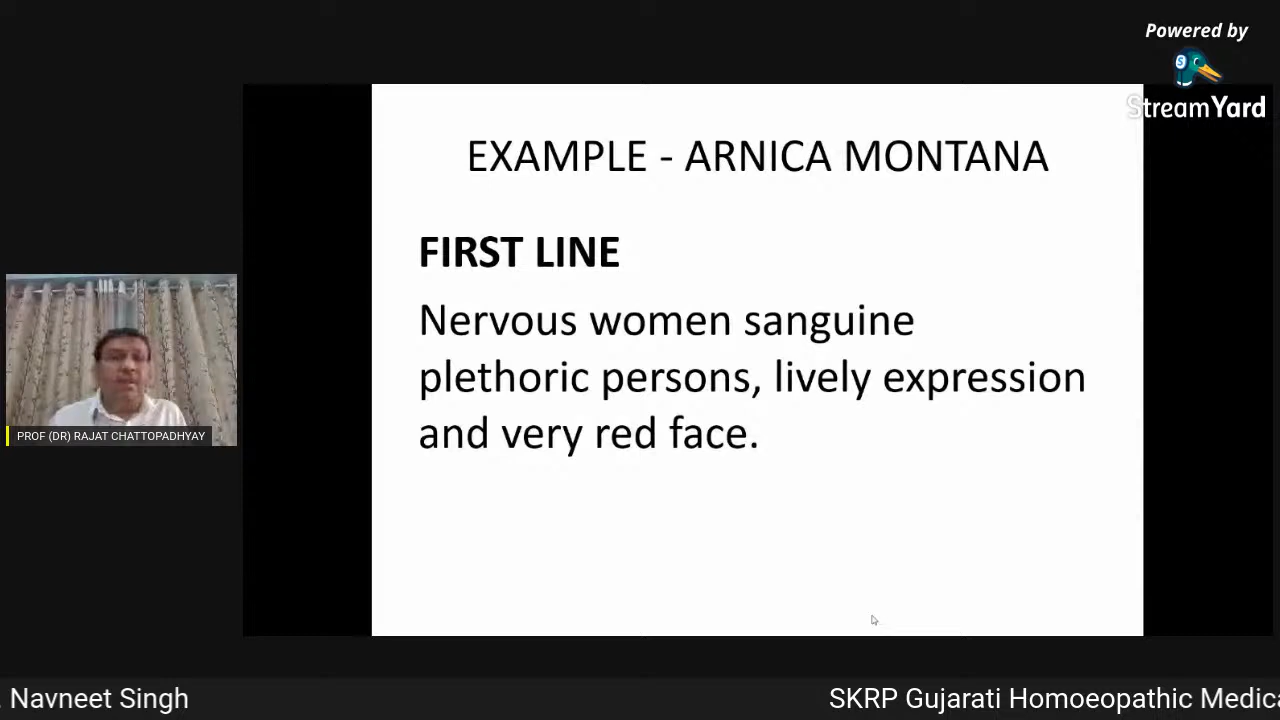 Powered by
StreamYard
EXAMPLE - ARNICA MONTANA
FIRST LINE
Nervous women sanguine
plethoric persons, lively expression
and very red face.
PROF (DR) RAJAT CHATTOPADHYAY
. Navneet Singh
SKRP Gujarati Homoeopathic Medica